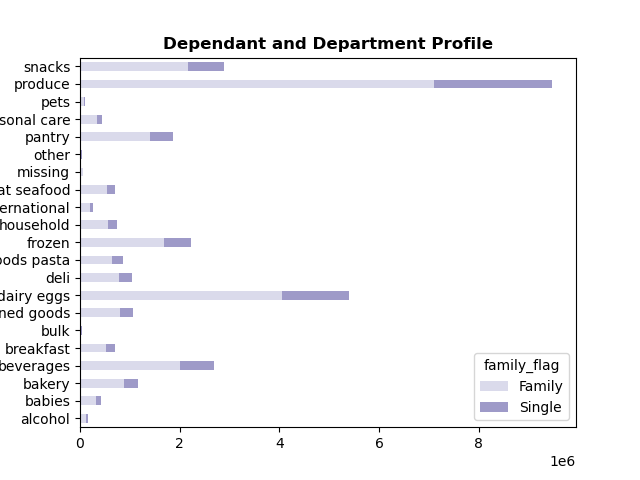 Dependant and Department Profile
snacks
produce
pets
sonal care
pantry
other
missing
at seafood
ernational
household
frozen
oods pasta
deli
dairy eggs
ned goods
bulk
breakfast
beverages
bakery
babies
alcohol
family_flag
Family
Single
0 2 4 6 8
1e6